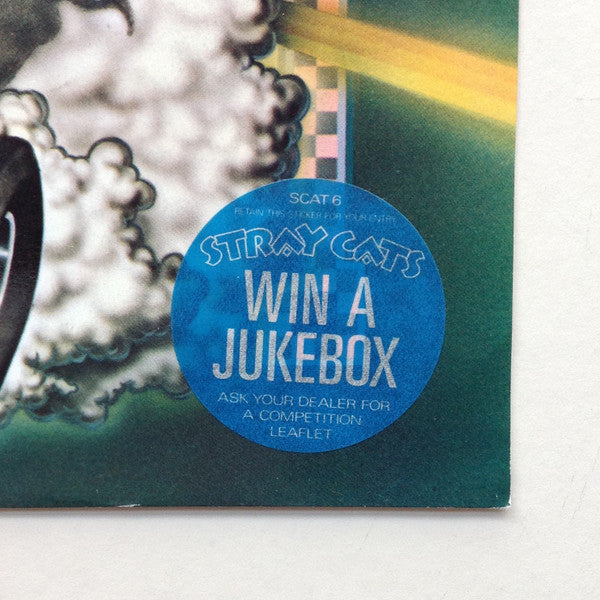 SCAT 6
RETAIN THIS STICKER FOR YOUR ENTRY
STRAY CATS
WIN A
JUKEBOX
ASK YOUR DEALER FOR
A COMPETITION
LEAFLET